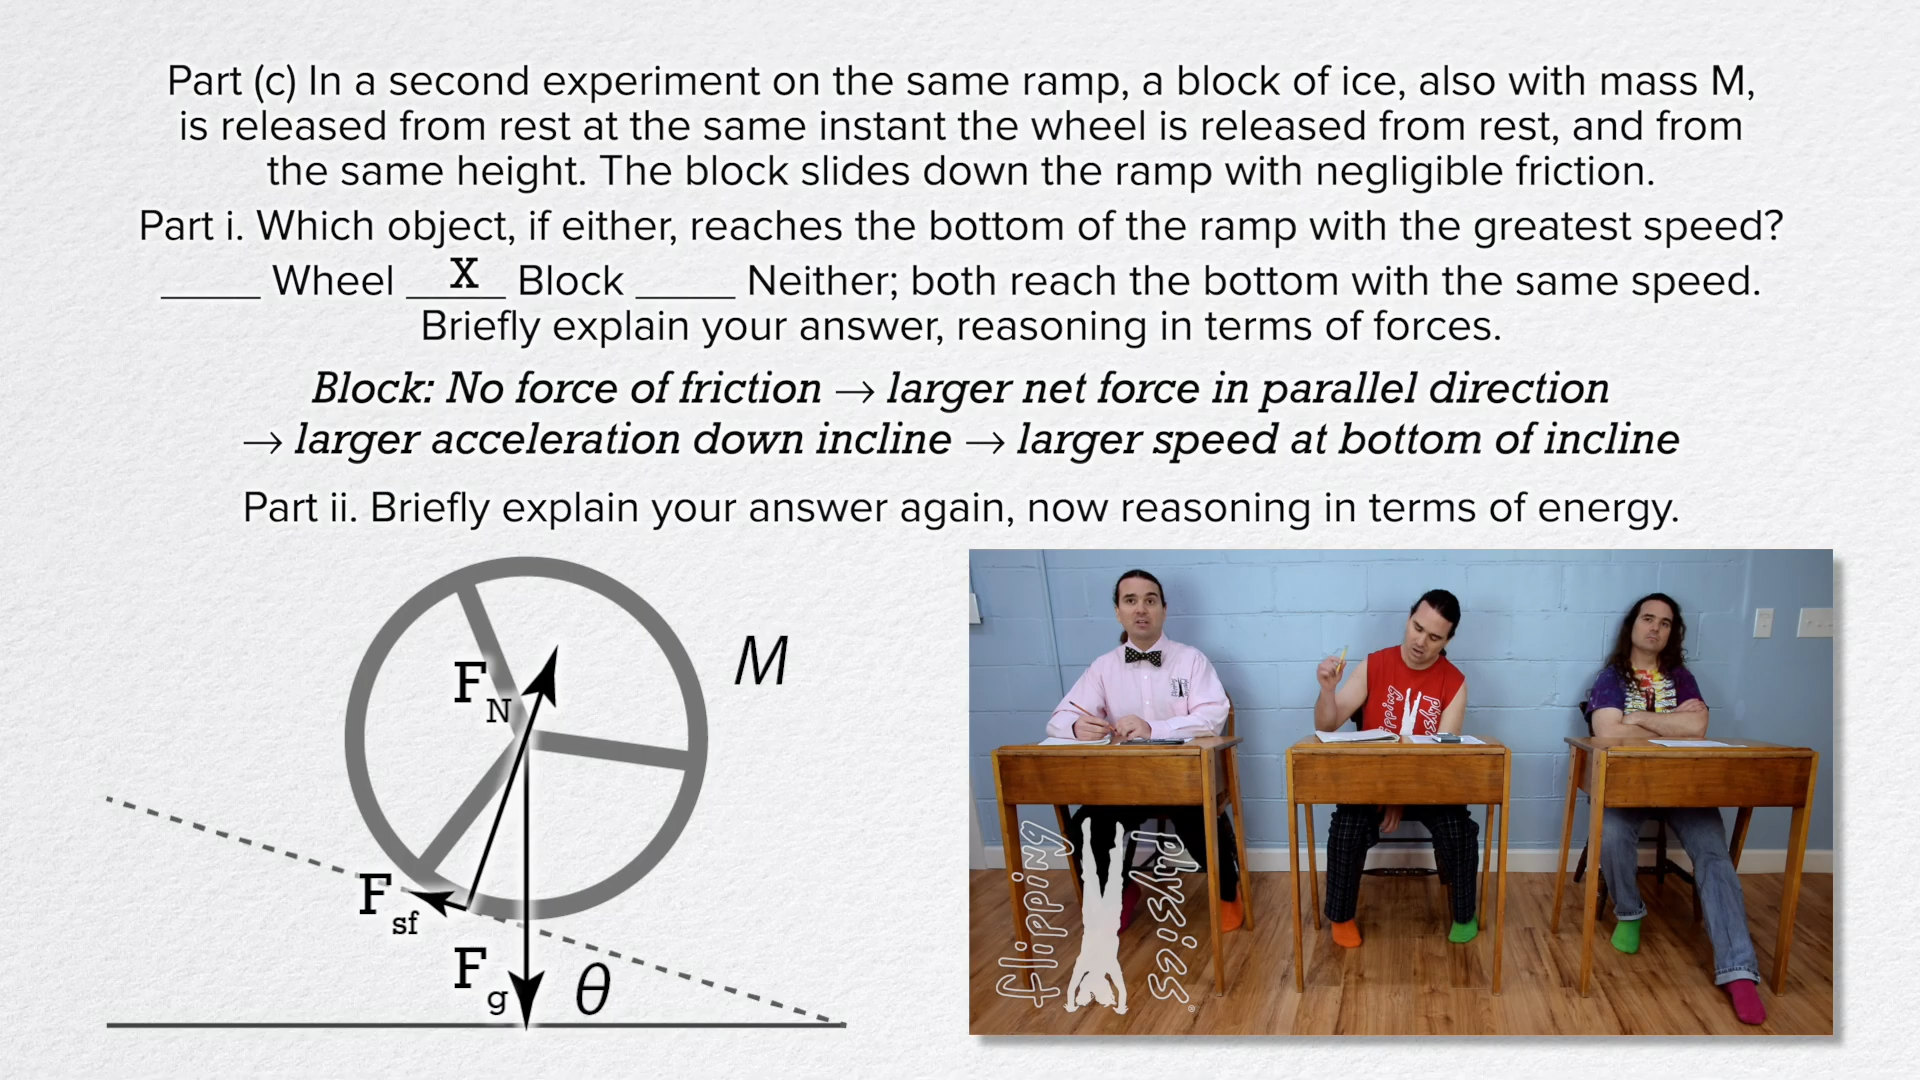 Part (c) In a second experiment on the same ramp, a block of ice, also with mass M,
is released from rest at the same instant the wheel is released from rest, and from
the same height. The block slides down the ramp with negligible friction.
Part i. Which object, if either, reaches the bottom of the ramp with the greatest speed?
_____ Wheel __X__ Block _____ Neither; both reach the bottom with the same speed.
Briefly explain your answer, reasoning in terms of forces.
Block: No force of friction → larger net force in parallel direction
→ larger acceleration down incline → larger speed at bottom of incline
Part ii. Briefly explain your answer again, now reasoning in terms of energy.
M
F_N
F_sf
F_g
θ
flipping physics®
flipping physics